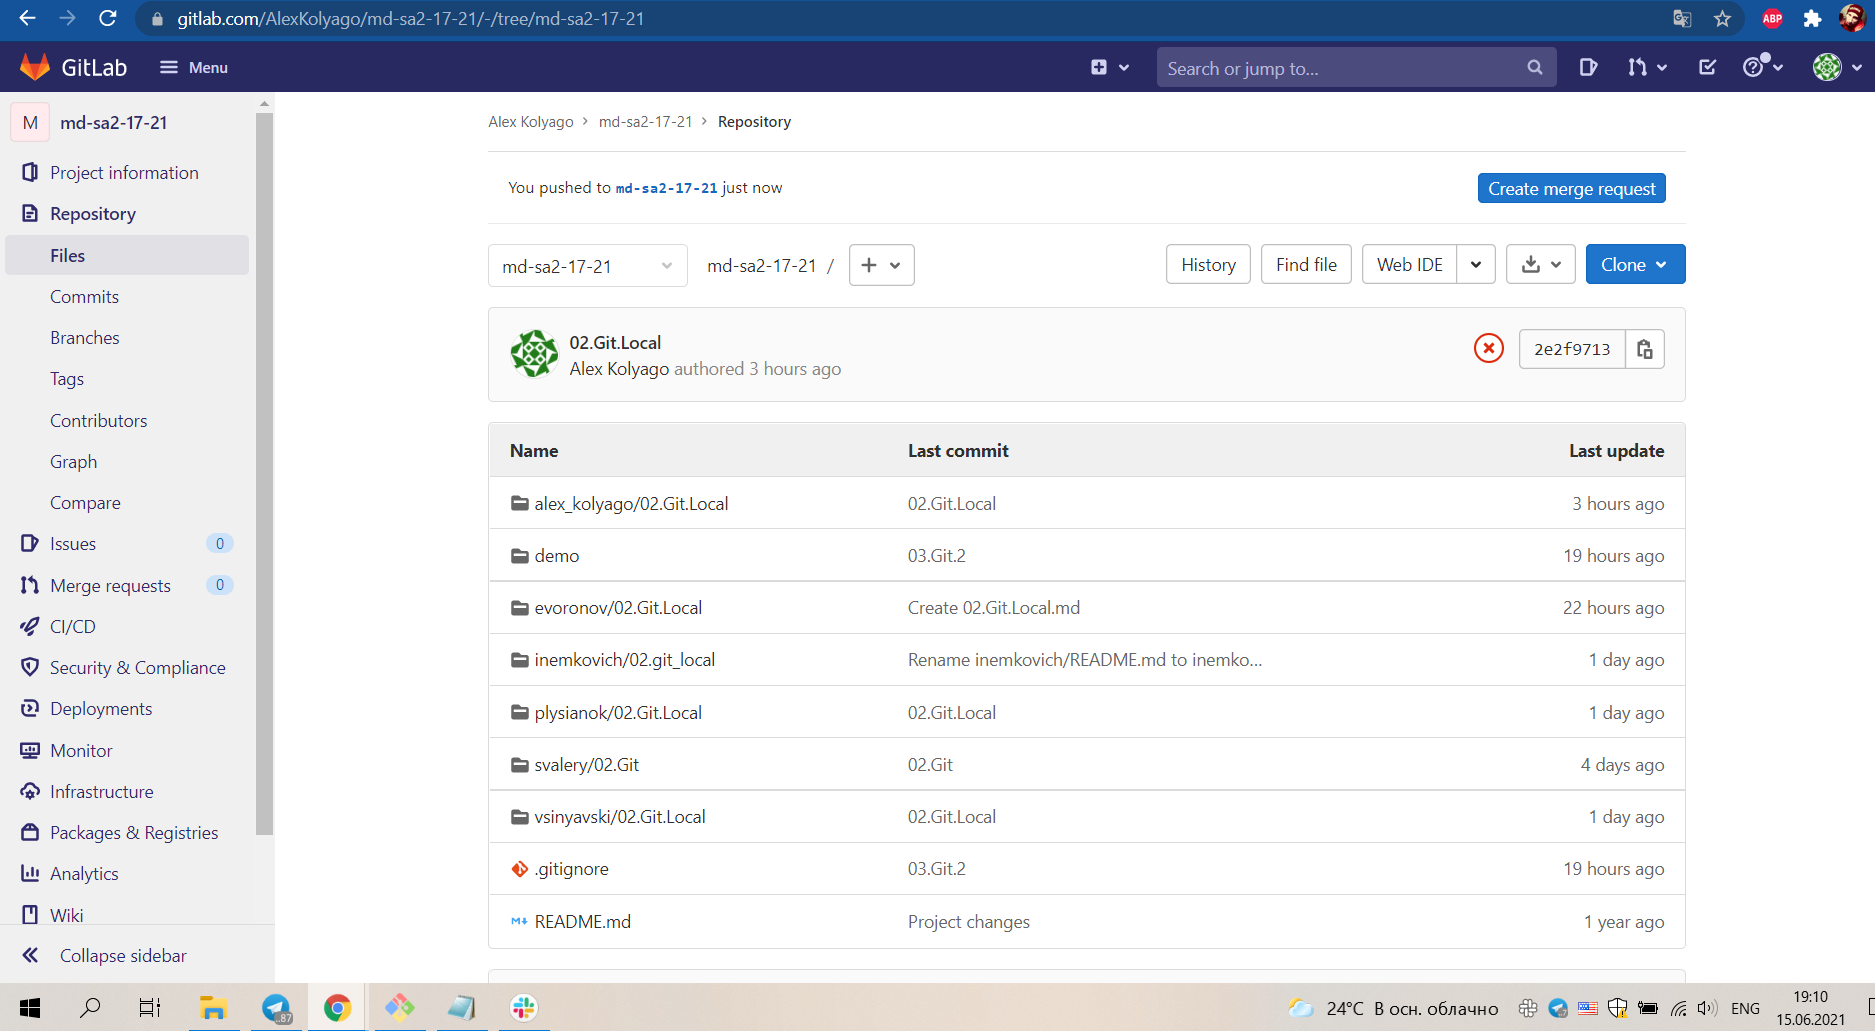 gitlab.com/AlexKolyago/md-sa2-17-21/-/tree/md-sa2-17-21
ABP
GitLab
Menu
Search or jump to...
M md-sa2-17-21
Project information
Repository
Files
Commits
Branches
Tags
Contributors
Graph
Compare
Issues 0
Merge requests 0
CI/CD
Security & Compliance
Deployments
Monitor
Infrastructure
Packages & Registries
Analytics
Wiki
Collapse sidebar
Alex Kolyago › md-sa2-17-21 › Repository
You pushed to md-sa2-17-21 just now
Create merge request
md-sa2-17-21 md-sa2-17-21 / +
History Find file Web IDE Clone
02.Git.Local
Alex Kolyago authored 3 hours ago
2e2f9713
Name Last commit Last update
alex_kolyago/02.Git.Local 02.Git.Local 3 hours ago
demo 03.Git.2 19 hours ago
evoronov/02.Git.Local Create 02.Git.Local.md 22 hours ago
inemkovich/02.git_local Rename inemkovich/README.md to inemko... 1 day ago
plysianok/02.Git.Local 02.Git.Local 1 day ago
svalery/02.Git 02.Git 4 days ago
vsinyavski/02.Git.Local 02.Git.Local 1 day ago
.gitignore 03.Git.2 19 hours ago
README.md Project changes 1 year ago
..87
24°C В осн. облачно
ENG
19:10
15.06.2021